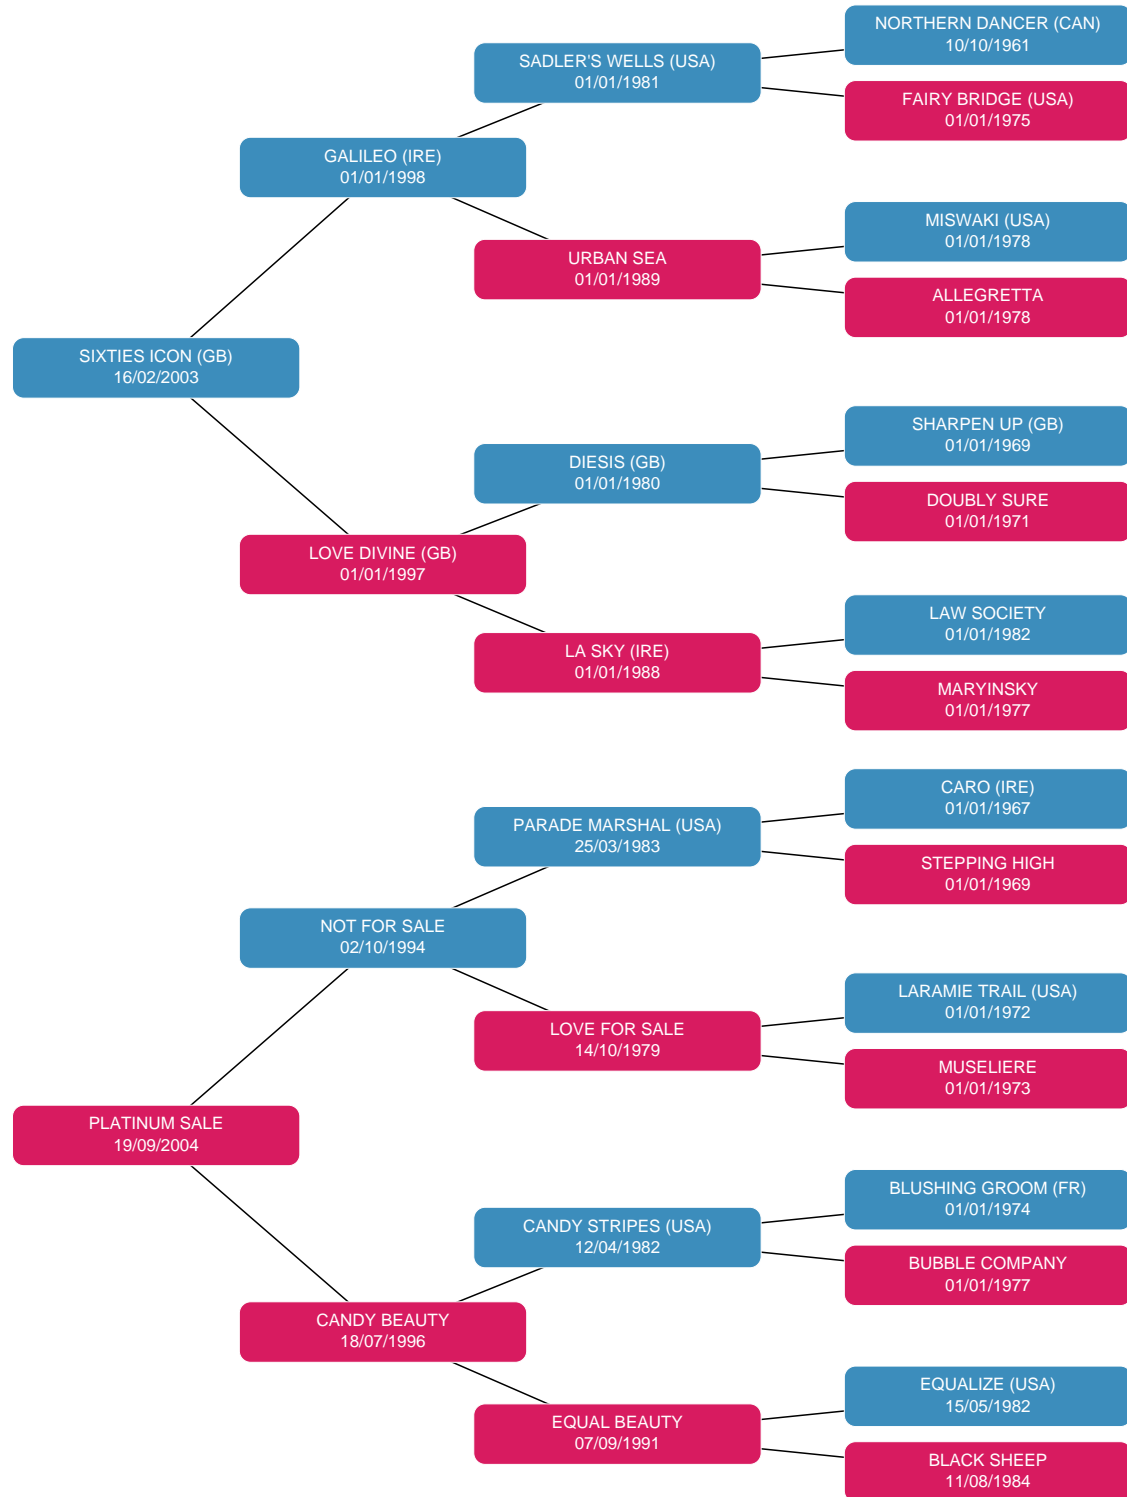 NORTHERN DANCER (CAN)
10/10/1961
SADLER'S WELLS (USA)
01/01/1981
FAIRY BRIDGE (USA)
01/01/1975
GALILEO (IRE)
01/01/1998
MISWAKI (USA)
01/01/1978
URBAN SEA
01/01/1989
ALLEGRETTA
01/01/1978
SIXTIES ICON (GB)
16/02/2003
SHARPEN UP (GB)
01/01/1969
DIESIS (GB)
01/01/1980
DOUBLY SURE
01/01/1971
LOVE DIVINE (GB)
01/01/1997
LAW SOCIETY
01/01/1982
LA SKY (IRE)
01/01/1988
MARYINSKY
01/01/1977
CARO (IRE)
01/01/1967
PARADE MARSHAL (USA)
25/03/1983
STEPPING HIGH
01/01/1969
NOT FOR SALE
02/10/1994
LARAMIE TRAIL (USA)
01/01/1972
LOVE FOR SALE
14/10/1979
MUSELIERE
01/01/1973
PLATINUM SALE
19/09/2004
BLUSHING GROOM (FR)
01/01/1974
CANDY STRIPES (USA)
12/04/1982
BUBBLE COMPANY
01/01/1977
CANDY BEAUTY
18/07/1996
EQUALIZE (USA)
15/05/1982
EQUAL BEAUTY
07/09/1991
BLACK SHEEP
11/08/1984